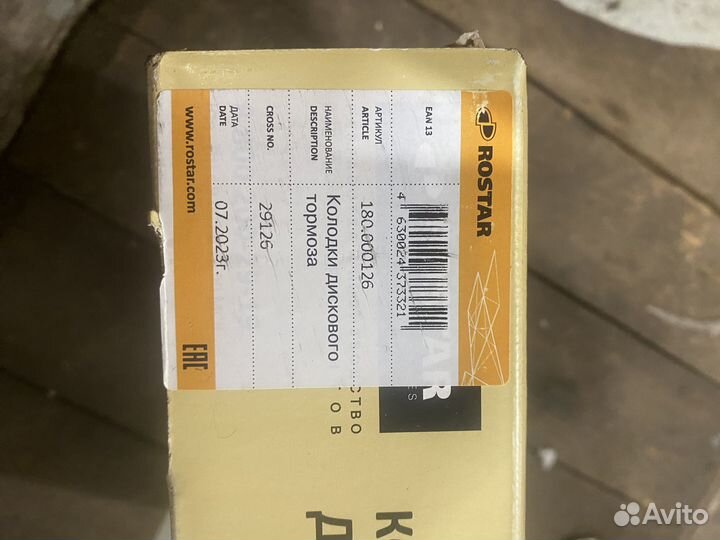 ROSTAR
EAN 13
4 630024 373321
АРТИКУЛ
ARTICLE
180.000126
НАИМЕНОВАНИЕ
DESCRIPTION
Колодки дискового
тормоза
CROSS NO.
29126
ДАТА
DATE
07.2023г.
www.rostar.com
EAC
Avito